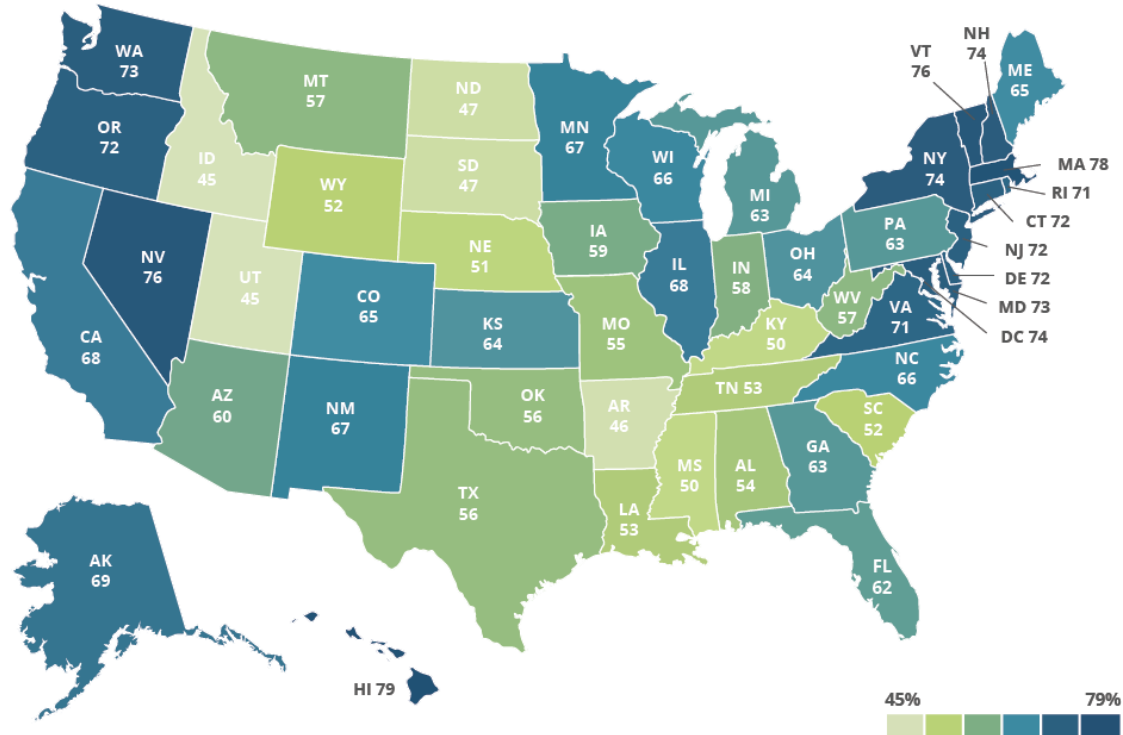 NH
74
VT
76
WA
73
ME
65
MT
57
ND
47
OR
72
MN
67
ID
45
SD
47
WI
66
NY
74
MA 78
RI 71
CT 72
NJ 72
DE 72
MD 73
DC 74
WY
52
MI
63
PA
63
IA
59
NE
51
NV
76
UT
45
CO
65
IL
68
IN
58
OH
64
WV
57
VA
71
CA
68
KS
64
MO
55
KY
50
NC
66
TN 53
AZ
60
NM
67
OK
56
AR
46
SC
52
MS
50
AL
54
GA
63
TX
56
LA
53
FL
62
AK
69
HI 79
45%
79%